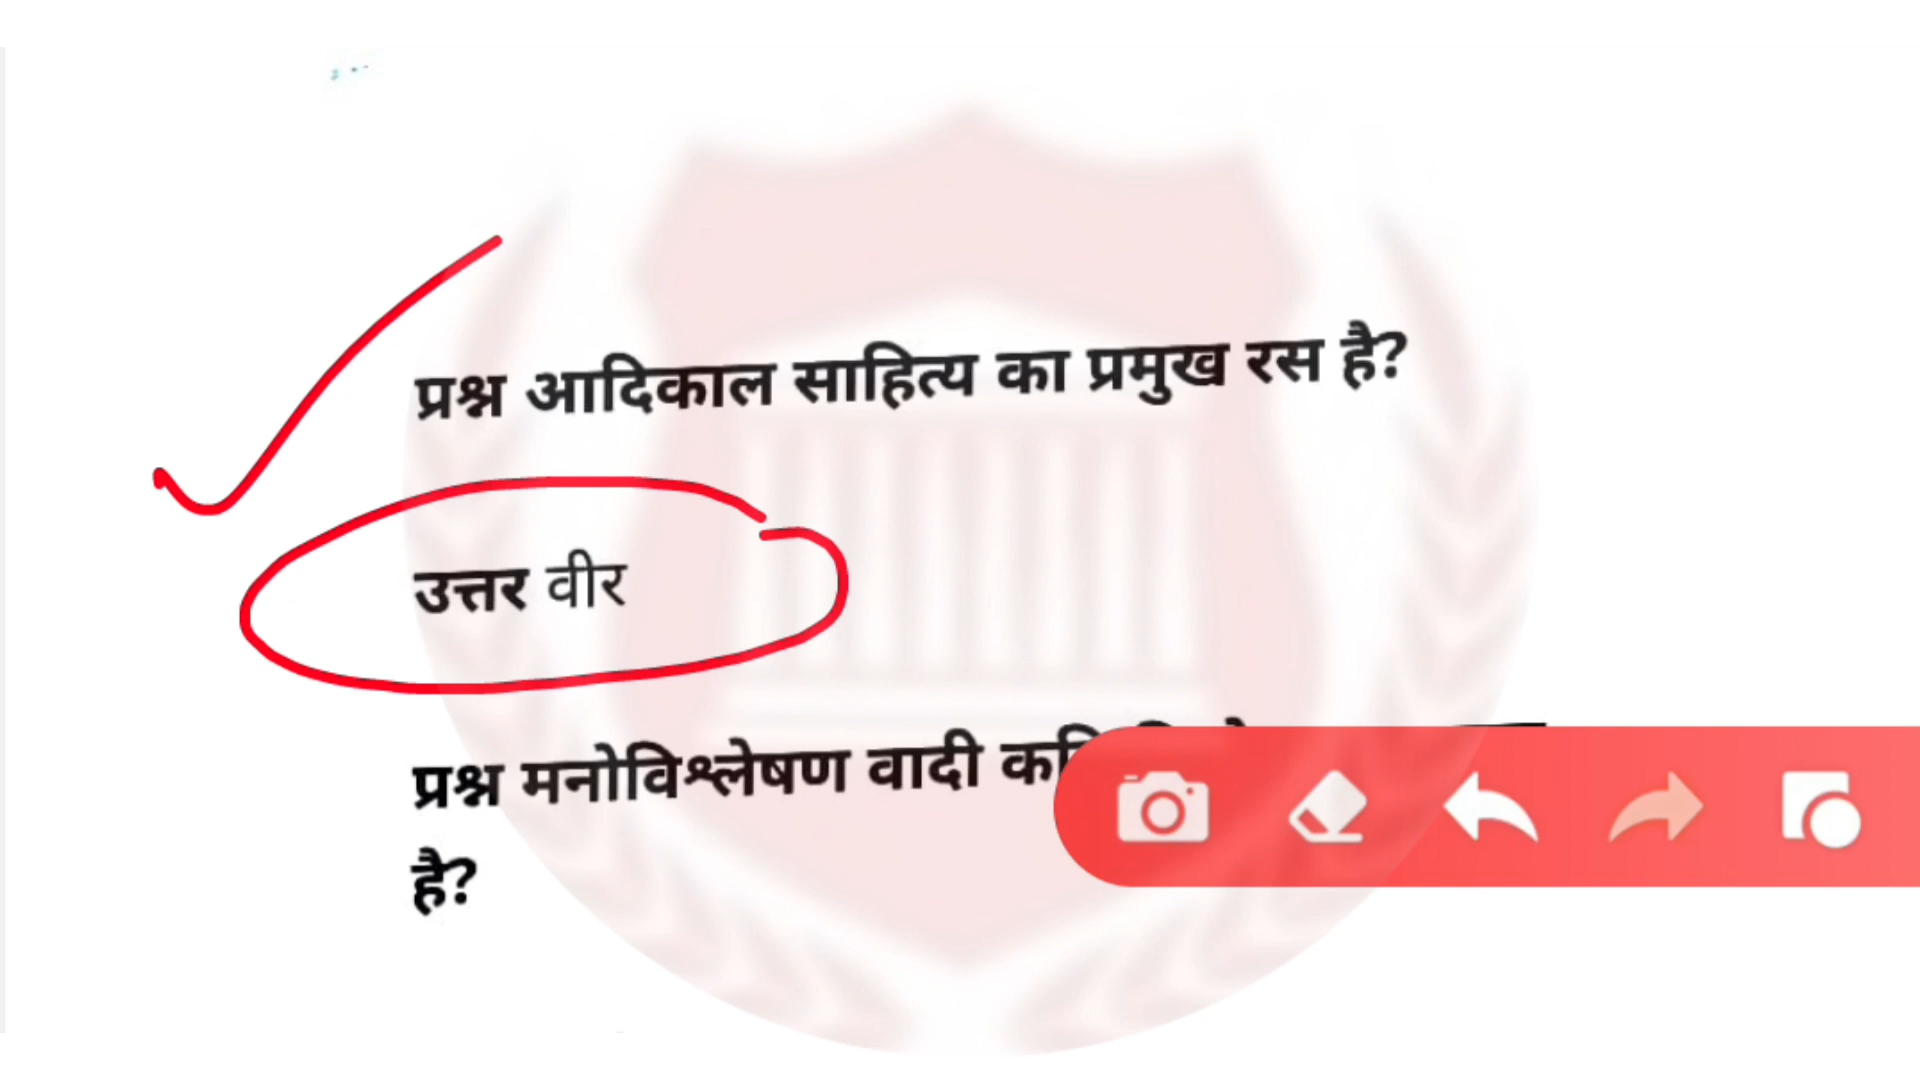 प्रश्न आदिकाल साहित्य का प्रमुख रस है?
उत्तर वीर
प्रश्न मनोविश्लेषण वादी
है?